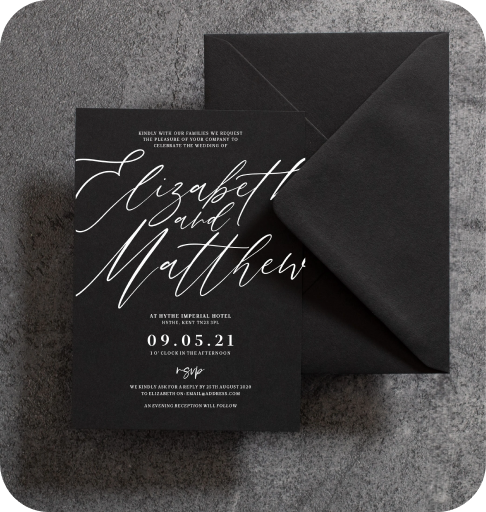 KINDLY WITH OUR FAMILIES WE REQUEST
THE PLEASURE OF YOUR COMPANY TO
CELEBRATE THE WEDDING OF
Elizabeth
and
Matthew
AT HYTHE IMPERIAL HOTEL
HYTHE, KENT TN25 5PL
09.05.21
10' CLOCK IN THE AFTERNOON
rsvp
WE KINDLY ASK FOR A REPLY BY 25TH AUGUST 2020
TO ELIZABETH ON: EMAIL@ADDRESS.COM
AN EVENING RECEPTION WILL FOLLOW